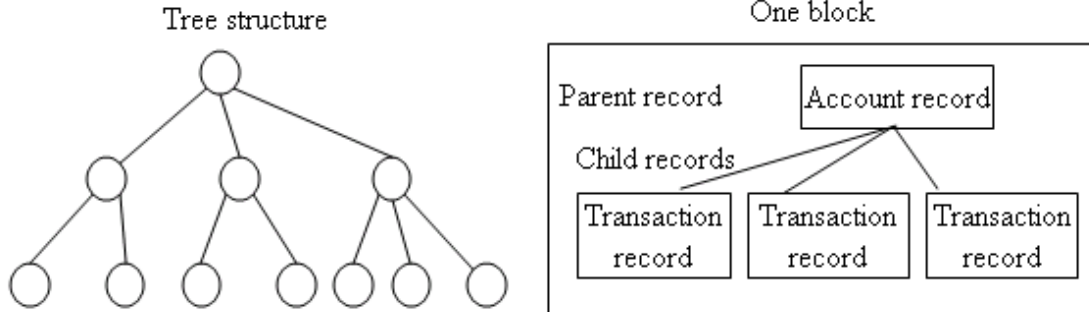 Tree structure
One block
Parent record
Account record
Child records
Transaction
record
Transaction
record
Transaction
record